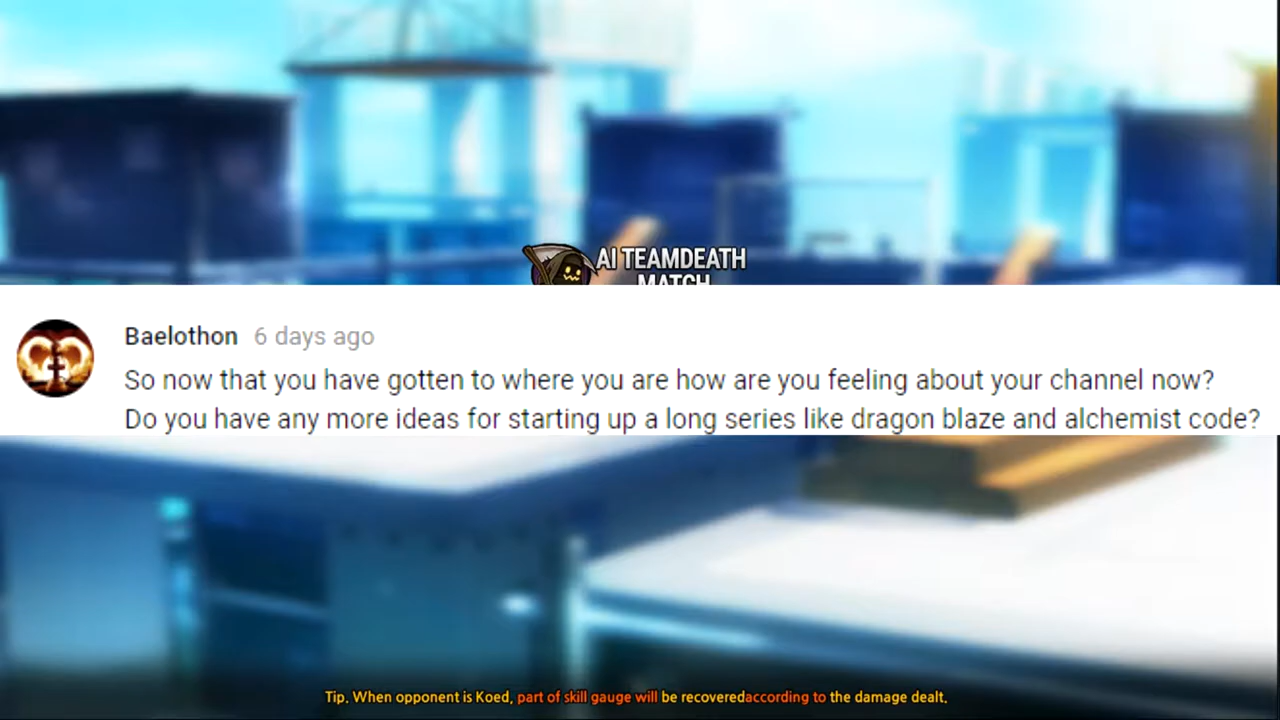 AI TEAMDEATH
MATCH
Baelothon 6 days ago
So now that you have gotten to where you are how are you feeling about your channel now?
Do you have any more ideas for starting up a long series like dragon blaze and alchemist code?
Tip. When opponent is Koed, part of skill gauge will be recoveredaccording to the damage dealt.